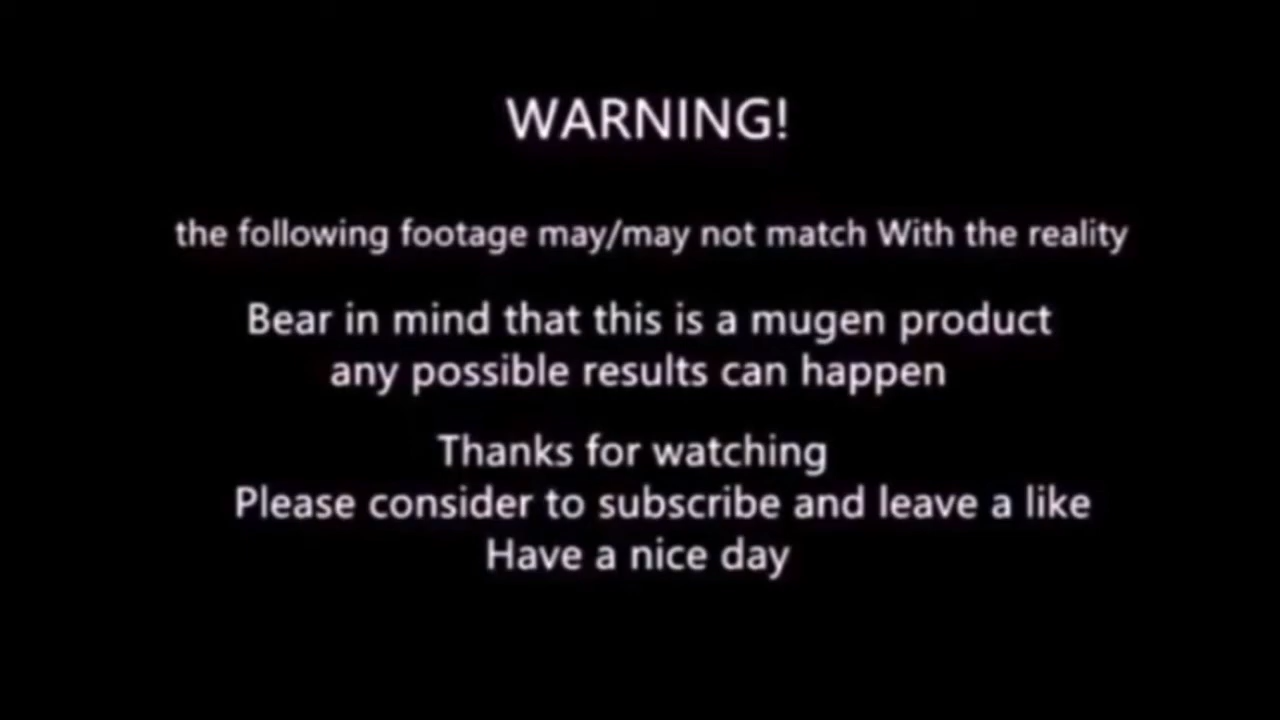 WARNING!
the following footage may/may not match With the reality
Bear in mind that this is a mugen product
any possible results can happen
Thanks for watching
Please consider to subscribe and leave a like
Have a nice day